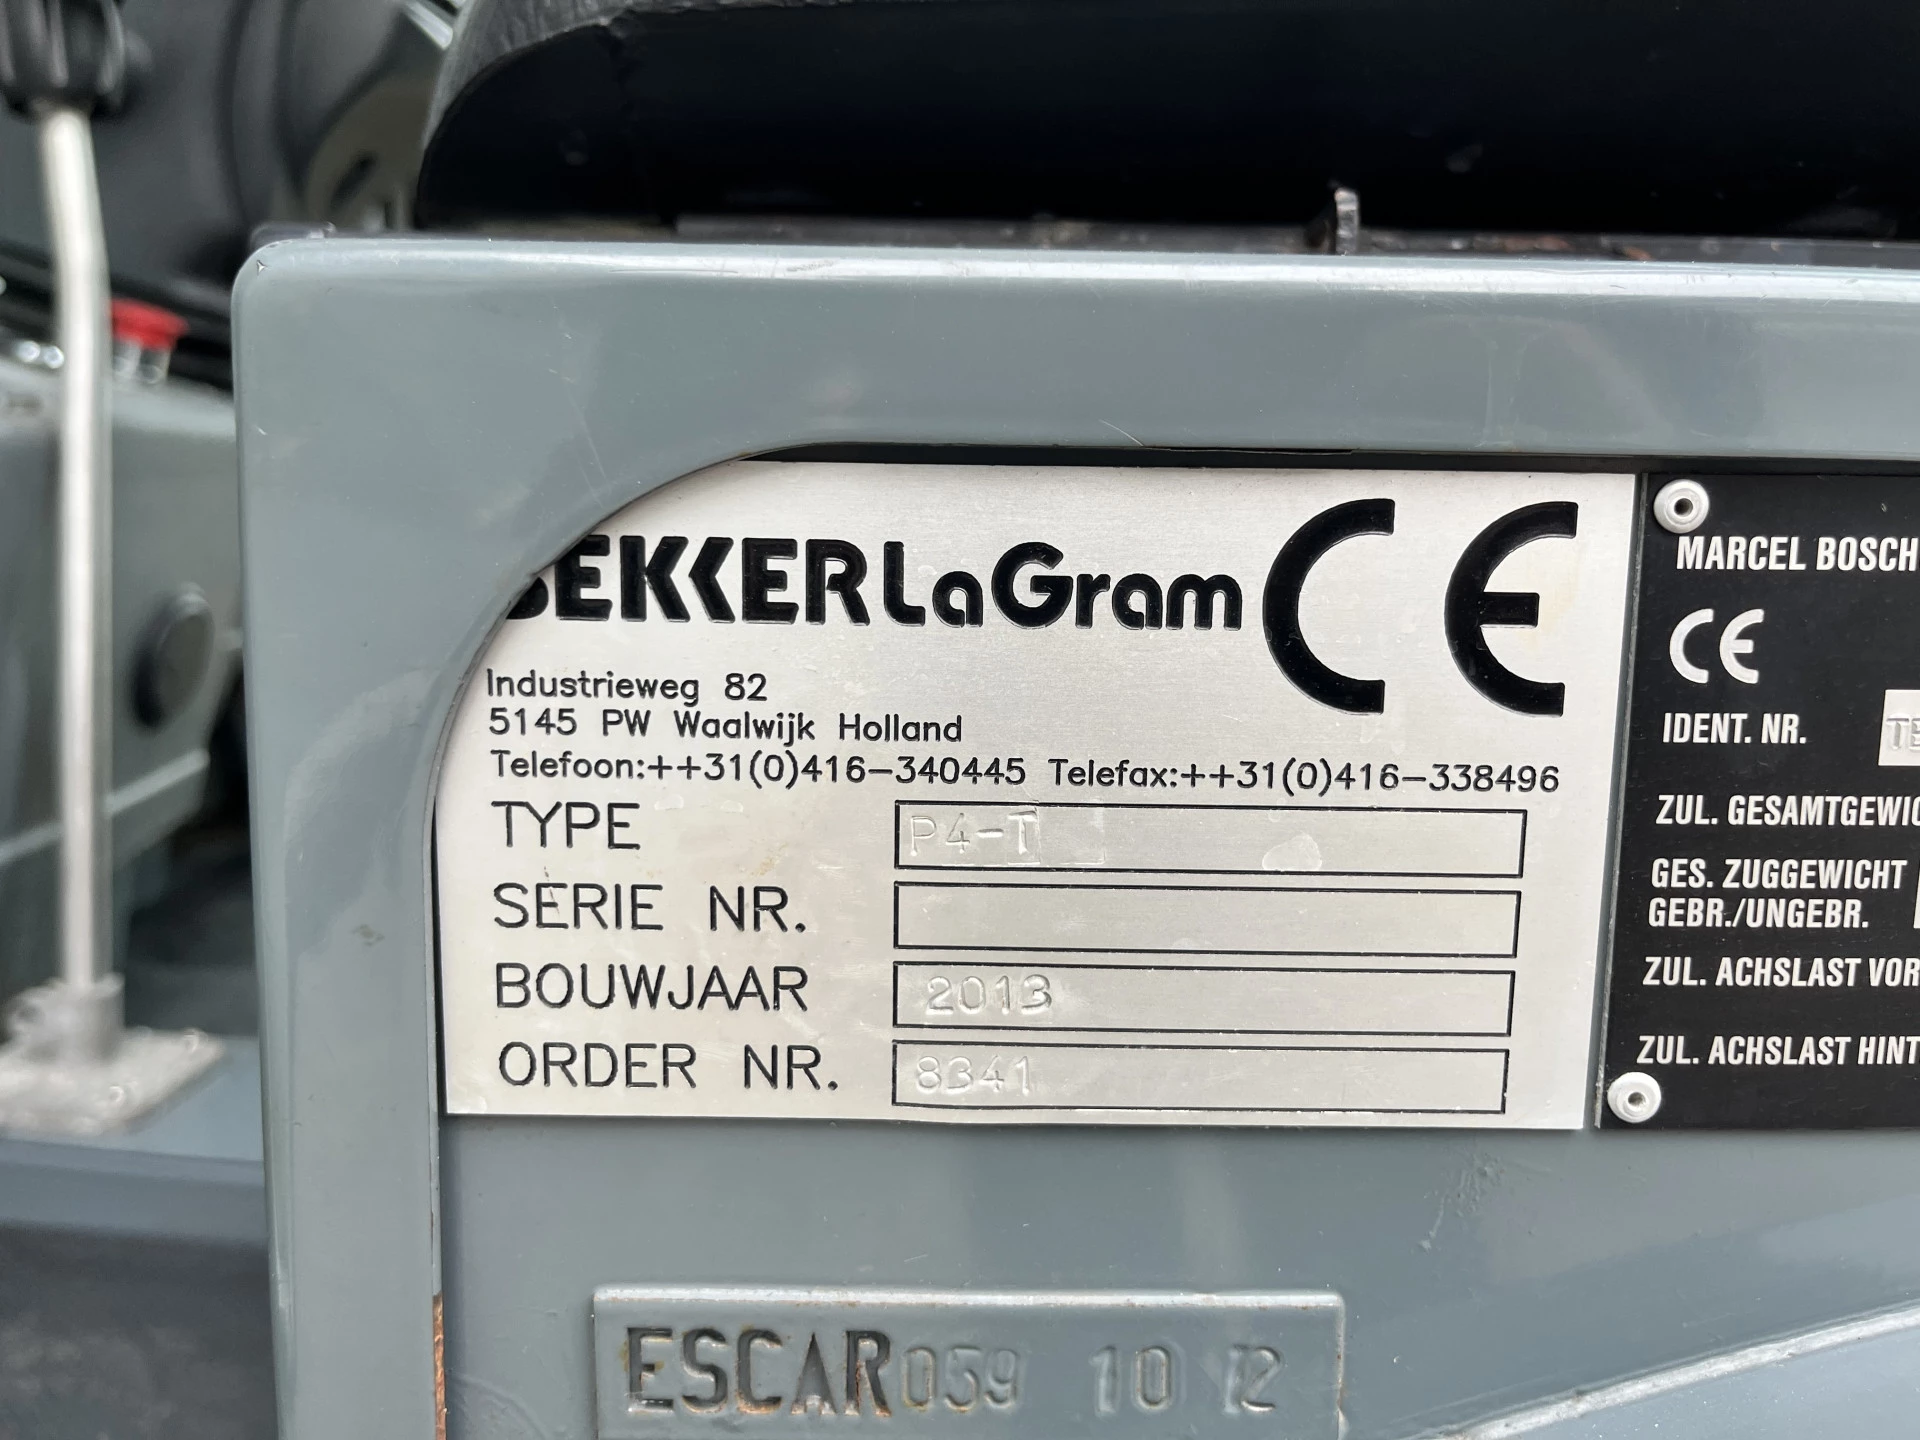 BEKKER LaGram CE
Industrieweg 82
5145 PW Waalwijk Holland
Telefoon:++31(0)416-340445 Telefax:++31(0)416-338496
TYPE P4-T
SERIE NR.
BOUWJAAR 2013
ORDER NR. 8341
MARCEL BOSCH
CE
IDENT. NR.
ZUL. GESAMTGEWIC
GES. ZUGGEWICHT
GEBR./UNGEBR.
ZUL. ACHSLAST VOR
ZUL. ACHSLAST HINT
ESCAR 059 10 12